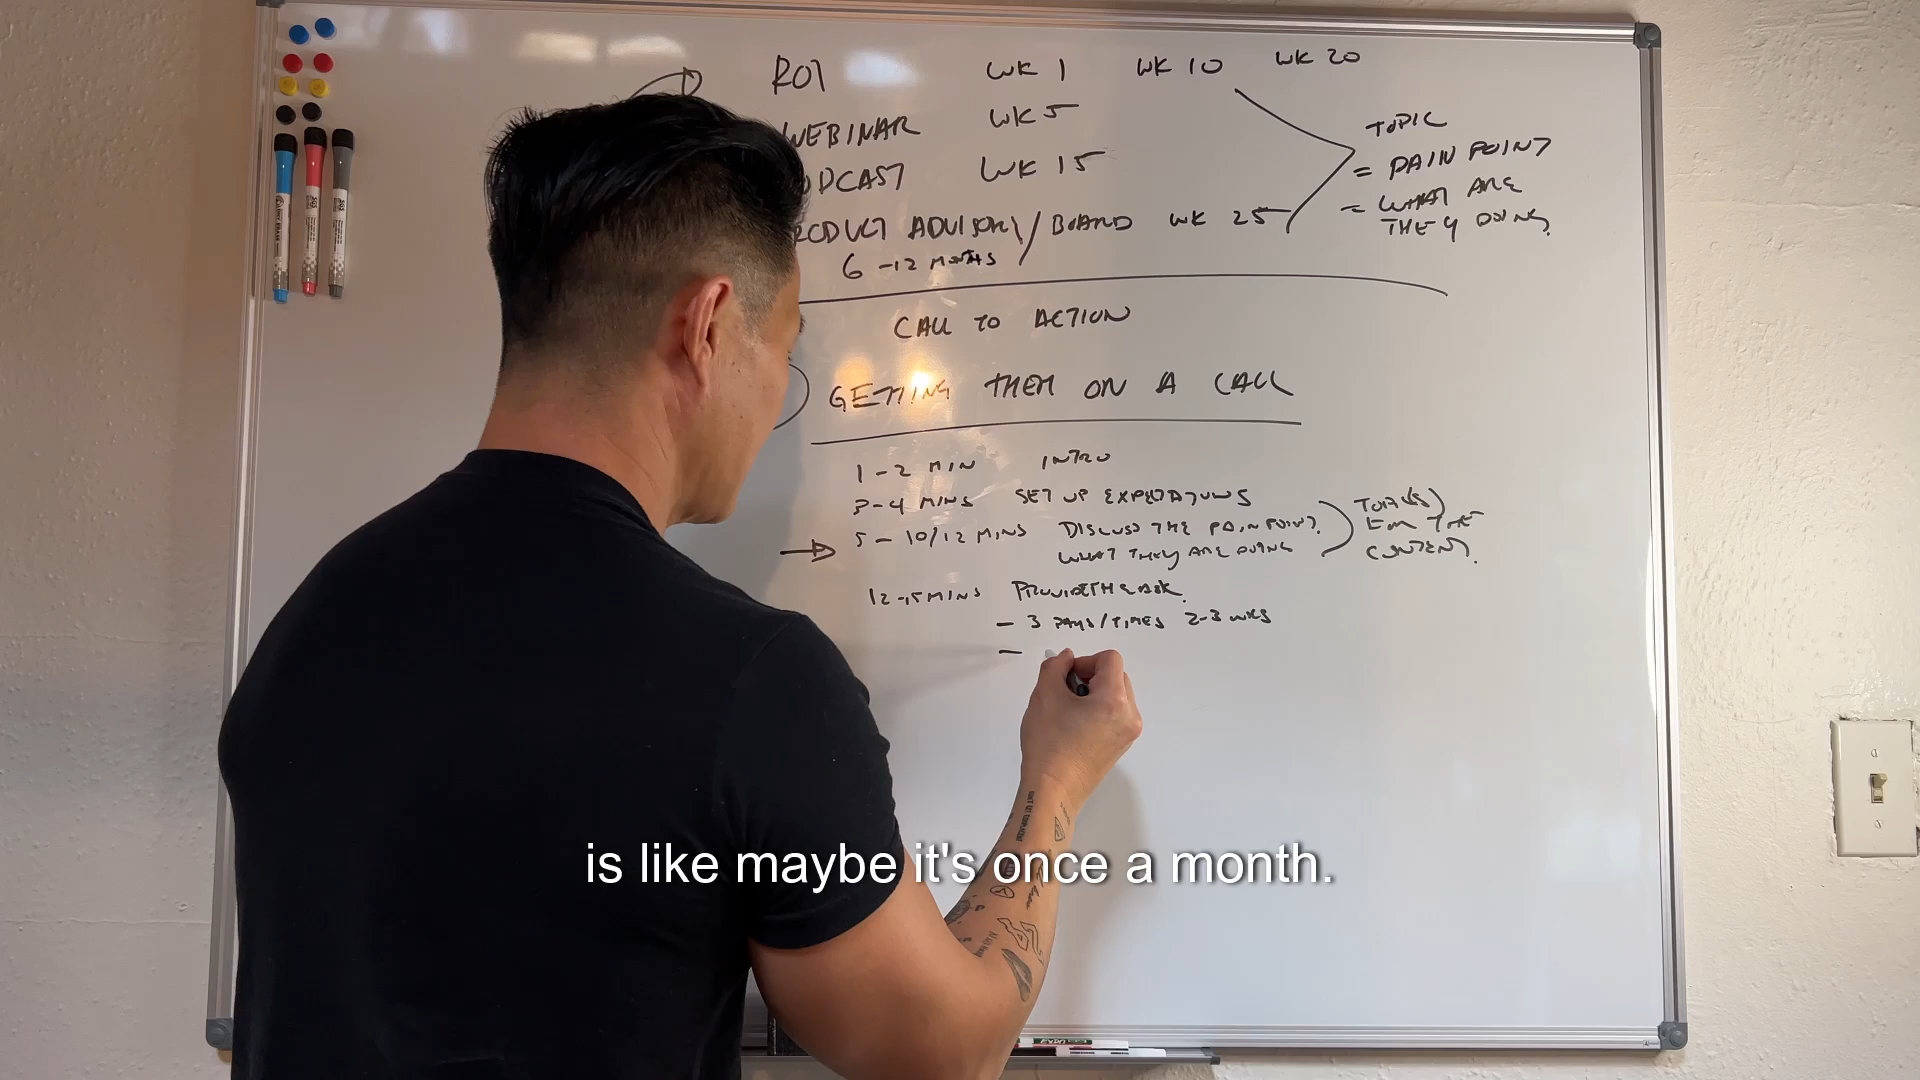 ROI WK 1 WK 10 WK 20
WEBINAR WK 5
PODCAST WK 15
PRODUCT ADVISORY / BOARD WK 25
6 - 12 MONTHS
TOPIC
= PAIN POINT
= WHAT ARE
THEY DOING
CALL TO ACTION
GETTING THEM ON A CALL
1 - 2 MIN INTRO
3 - 4 MINS SET UP EXPECTATIONS
5 - 10/12 MINS DISCUSS THE PAIN POINT
WHAT THEY ARE DOING
TOPIC(S)
THE
CONTENT
12 - 15 MINS PROVIDE THE ASK
- 3 DAYS/TIMES 2-3 WKS
-
is like maybe it's once a month.